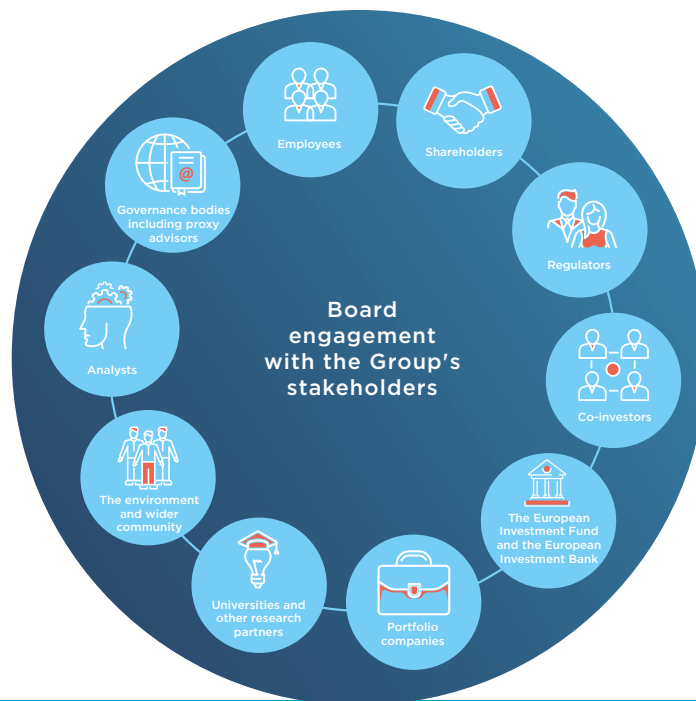 Employees
Shareholders
Governance bodies
including proxy
advisors
@
Regulators
Board
engagement
with the Group's
stakeholders
Analysts
Co-investors
The environment
and wider
community
The European
Investment Fund
and the European
Investment Bank
Universities and
other research
partners
Portfolio
companies